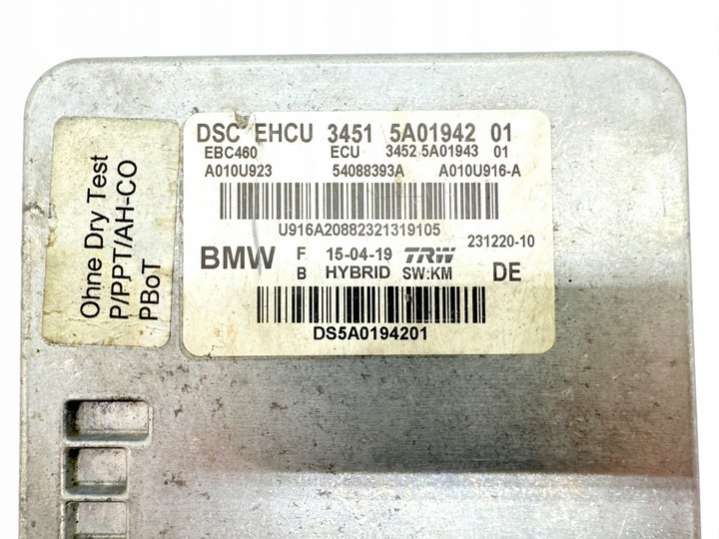 Ohne Dry Test
P/PPT/AH-CO
PBoT
DSC EHCU 3451 5A01942 01
EBC460 ECU 3452 5A01943 01
A010U923 54088393A A010U916-A
U916A20882321319105
BMW F 15-04-19 TRW 231220-10
B HYBRID SW:KM DE
DS5A0194201